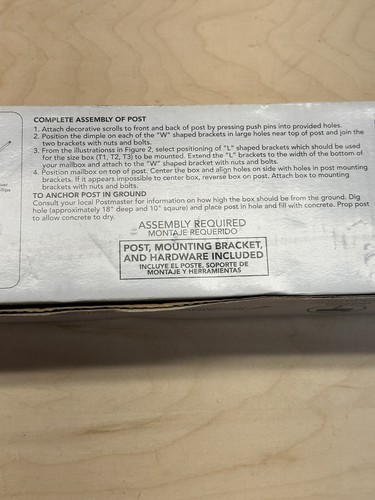 COMPLETE ASSEMBLY OF POST
1. Attach decorative scrolls to front and back of post by pressing push pins into provided holes.
2. Position the dimple on each of the "W" shaped brackets in large holes near top of post and join the
two brackets with nuts and bolts.
3. From the illustrationss in Figure 2, select positioning of "L" shaped brackets which should be used
for the size box (T1, T2, T3) to be mounted. Extend the "L" brackets to the width of the bottom of
your mailbox and attach to the "W" shaped bracket with nuts and bolts.
4. Position mailbox on top of post. Center the box and align holes on side with holes in post mounting
brackets. If it appears impossible to center box, reverse box on post. Attach box to mounting
brackets with nuts and bolts.
TO ANCHOR POST IN GROUND
Consult your local Postmaster for information on how high the box should be from the ground. Dig
hole (approximately 18" deep and 10" sqaure) and place post in hole and fill with concrete. Prop post
to allow concrete to dry.
ASSEMBLY REQUIRED
MONTAJE REQUERIDO
POST, MOUNTING BRACKET,
AND HARDWARE INCLUDED
INCLUYE EL POSTE, SOPORTE DE
MONTAJE Y HERRAMIENTAS